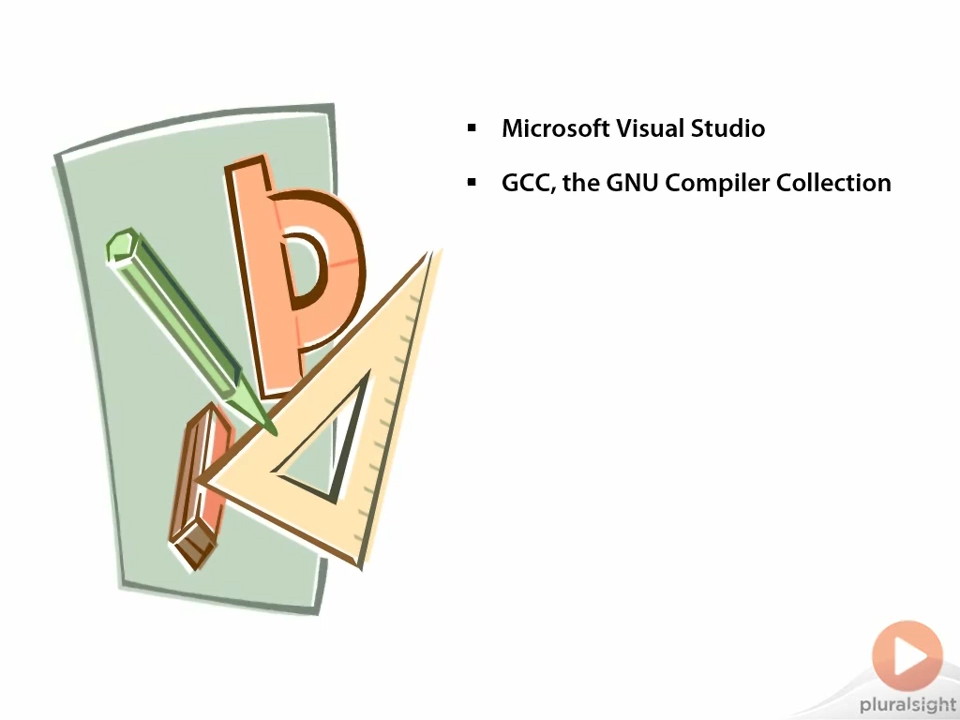 ▪ Microsoft Visual Studio
▪ GCC, the GNU Compiler Collection
pluralsight